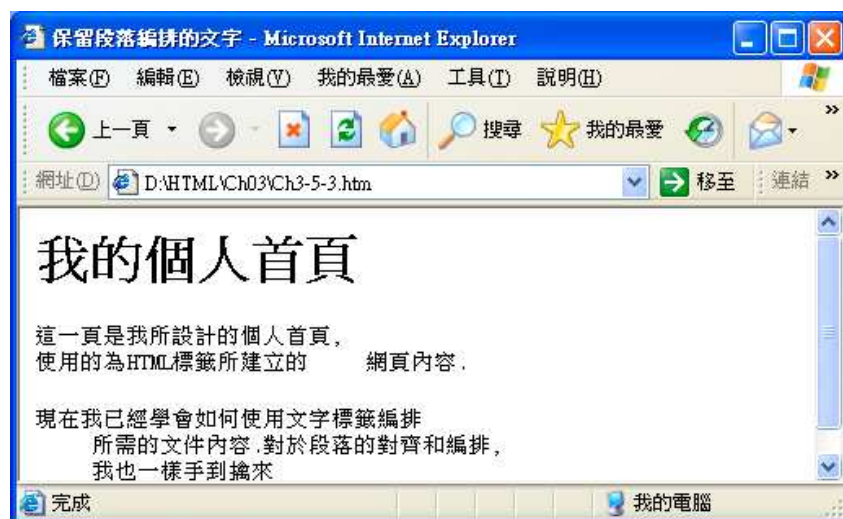 保留段落編排的文字 - Microsoft Internet Explorer
檔案(F) 編輯(E) 檢視(V) 我的最愛(A) 工具(T) 說明(H)
上一頁 搜尋 我的最愛 »
網址(D) D:\HTML\Ch03\Ch3-5-3.htm 移至 連結 »
我的個人首頁
這一頁是我所設計的個人首頁,
使用的為HTML標籤所建立的 網頁內容.
現在我已經學會如何使用文字標籤編排
所需的文件內容.對於段落的對齊和編排,
我也一樣手到擒來
完成 我的電腦